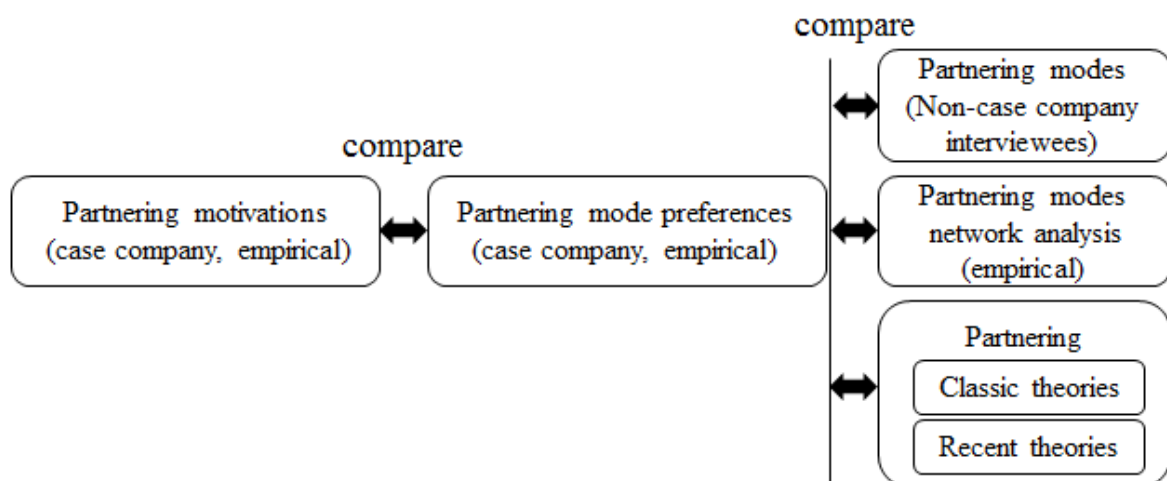 compare
Partnering motivations
(case company, empirical)
Partnering mode preferences
(case company, empirical)
compare
Partnering modes
(Non-case company
interviewees)
Partnering modes
network analysis
(empirical)
Partnering
Classic theories
Recent theories